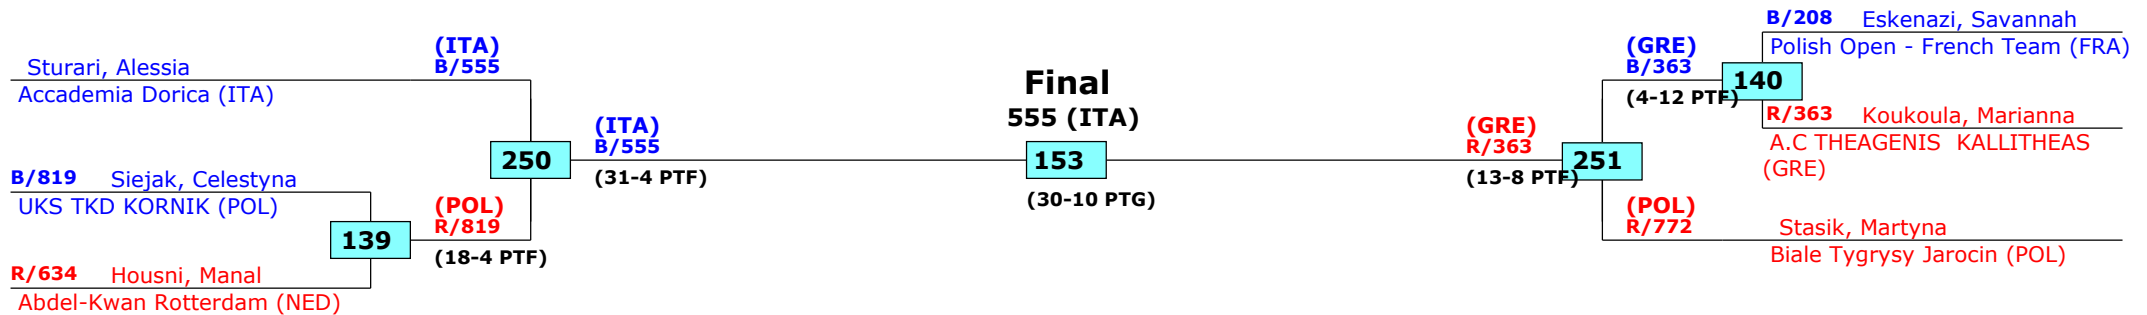 Sturari, Alessia
Accademia Dorica (ITA)
B/819 Siejak, Celestyna
UKS TKD KORNIK (POL)
R/634 Housni, Manal
Abdel-Kwan Rotterdam (NED)
139
(ITA)
B/555
250
(POL)
R/819
(18-4 PTF)
(ITA)
B/555
(31-4 PTF)
Final
555 (ITA)
153
(30-10 PTG)
(GRE)
R/363
(13-8 PTF)
251
(GRE)
B/363
(4-12 PTF)
140
(POL)
R/772
B/208 Eskenazi, Savannah
Polish Open - French Team (FRA)
R/363 Koukoula, Marianna
A.C THEAGENIS KALLITHEAS
(GRE)
Stasik, Martyna
Biale Tygrysy Jarocin (POL)